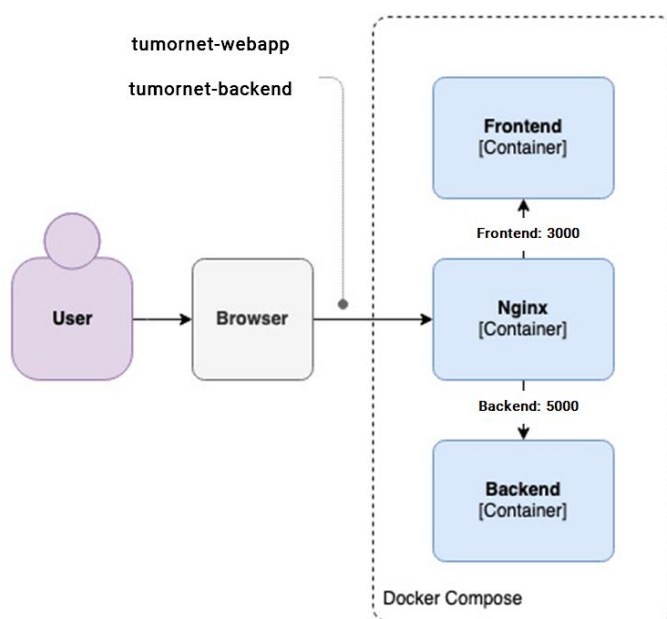 tumornet-webapp
tumornet-backend
Frontend
[Container]
Frontend: 3000
User
Browser
Nginx
[Container]
Backend: 5000
Backend
[Container]
Docker Compose